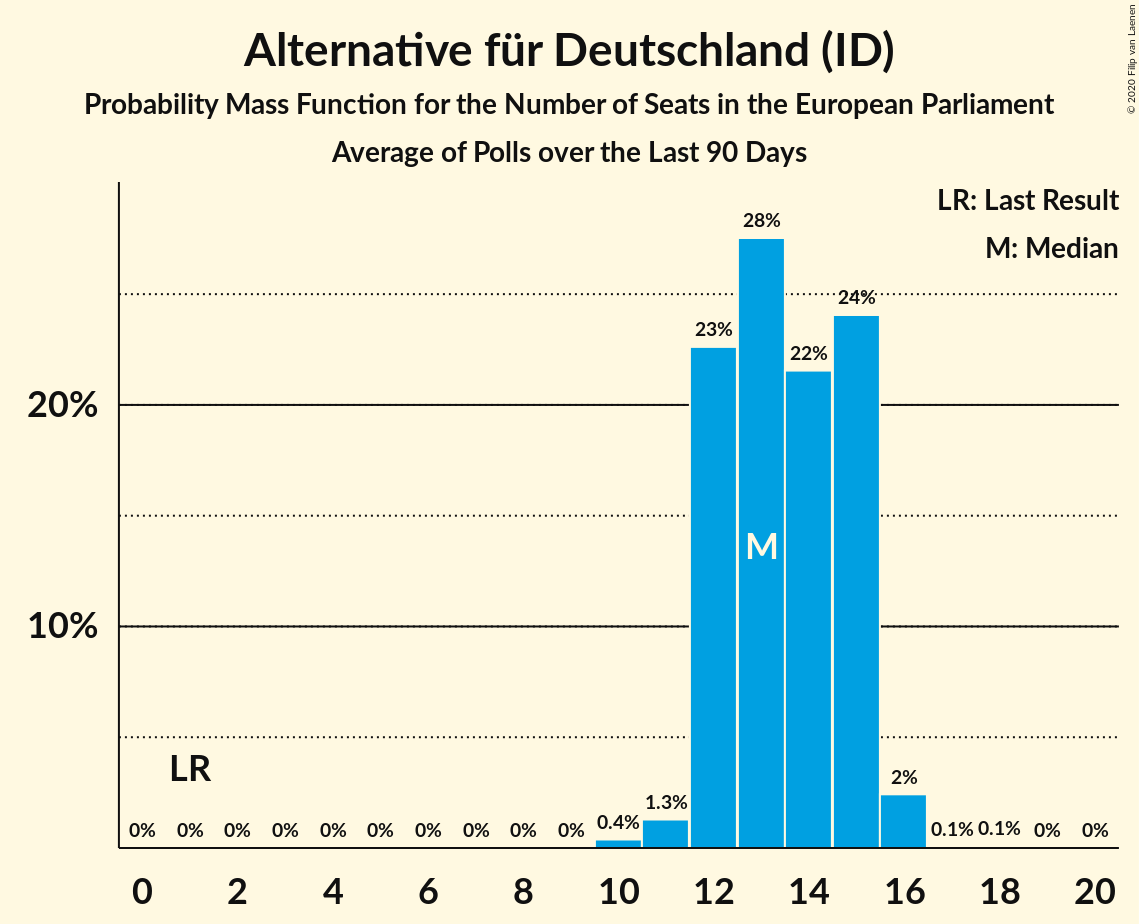 Alternative für Deutschland (ID)
Probability Mass Function for the Number of Seats in the European Parliament
Average of Polls over the Last 90 Days
© 2020 Filip van Laenen
LR: Last Result
M: Median
28%
24%
23%
22%
20%
M
10%
LR
2%
1.3%
0.4%
0% 0% 0% 0% 0% 0% 0% 0% 0% 0% 0.1% 0.1% 0% 0%
0 2 4 6 8 10 12 14 16 18 20